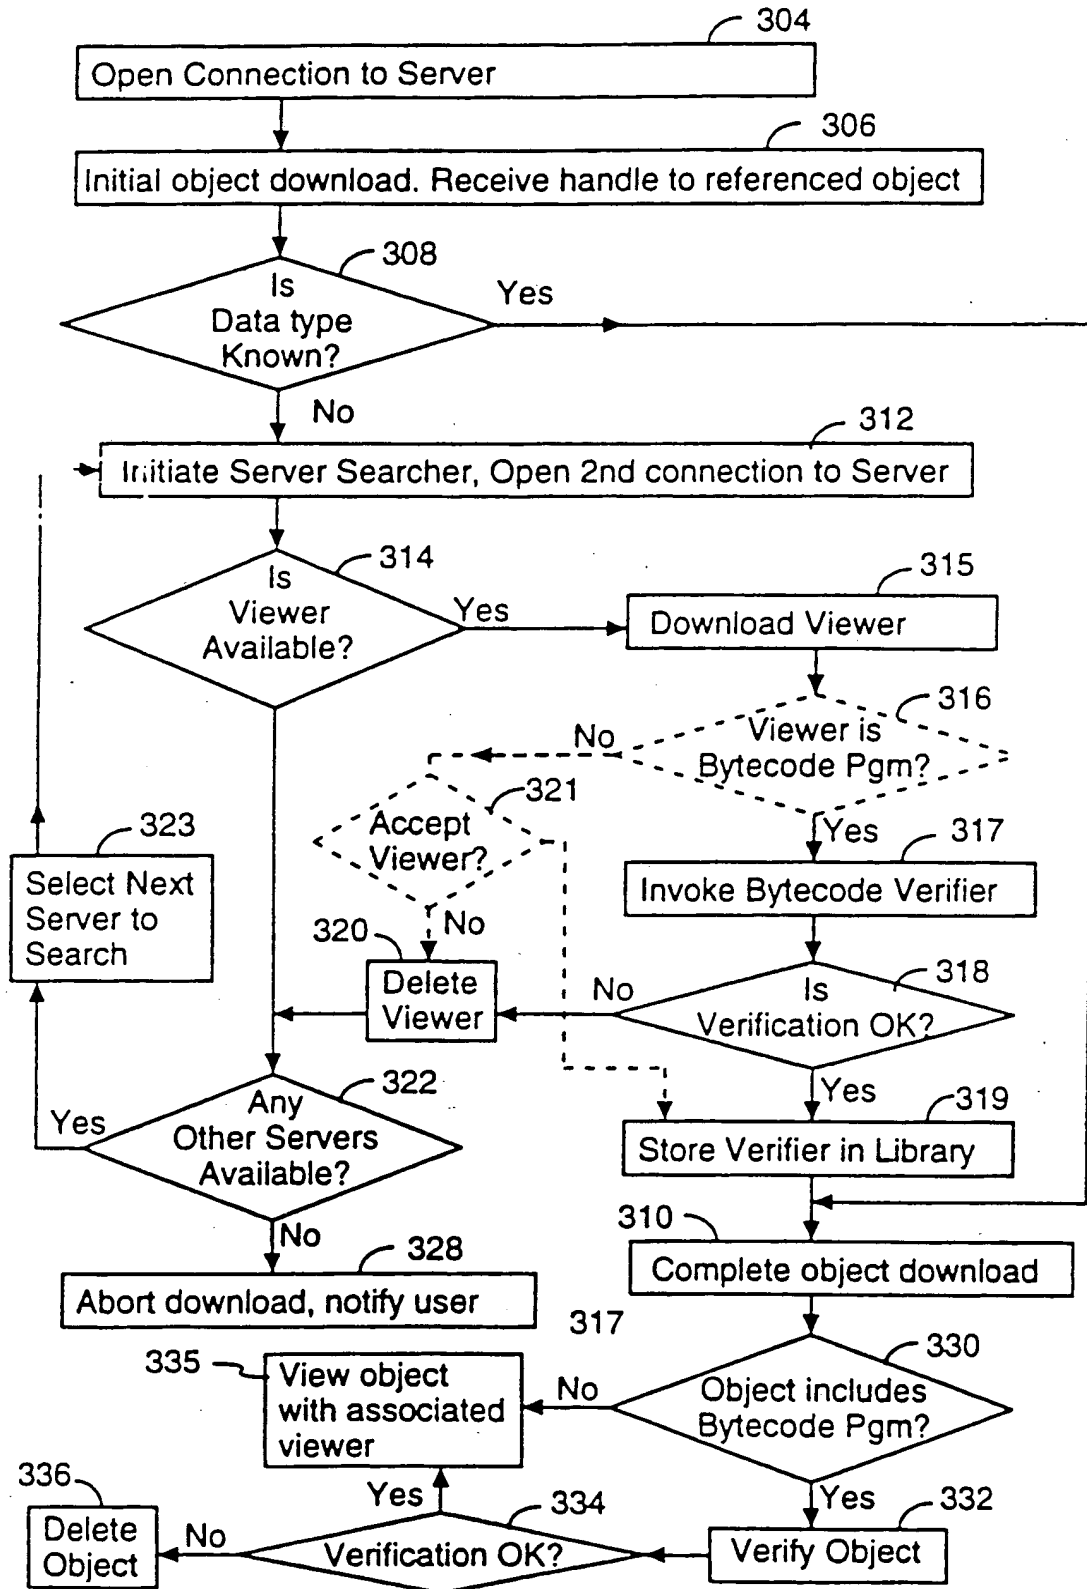 304
Open Connection to Server
306
Initial object download. Receive handle to referenced object
308
Is
Data type
Known?
Yes
No
312
Initiate Server Searcher, Open 2nd connection to Server
314
Is
Viewer
Available?
Yes
315
Download Viewer
316
Viewer is
Bytecode Pgm?
No
Yes
321
Accept
Viewer?
No
323
Select Next
Server to
Search
317
Invoke Bytecode Verifier
320
Delete
Viewer
318
Is
Verification OK?
No
Yes
322
Any
Other Servers
Available?
Yes
No
319
Store Verifier in Library
310
Complete object download
328
Abort download, notify user
317
330
Object includes
Bytecode Pgm?
No
Yes
335
View object
with associated
viewer
336
Delete
Object
No
Yes
334
Verification OK?
332
Verify Object